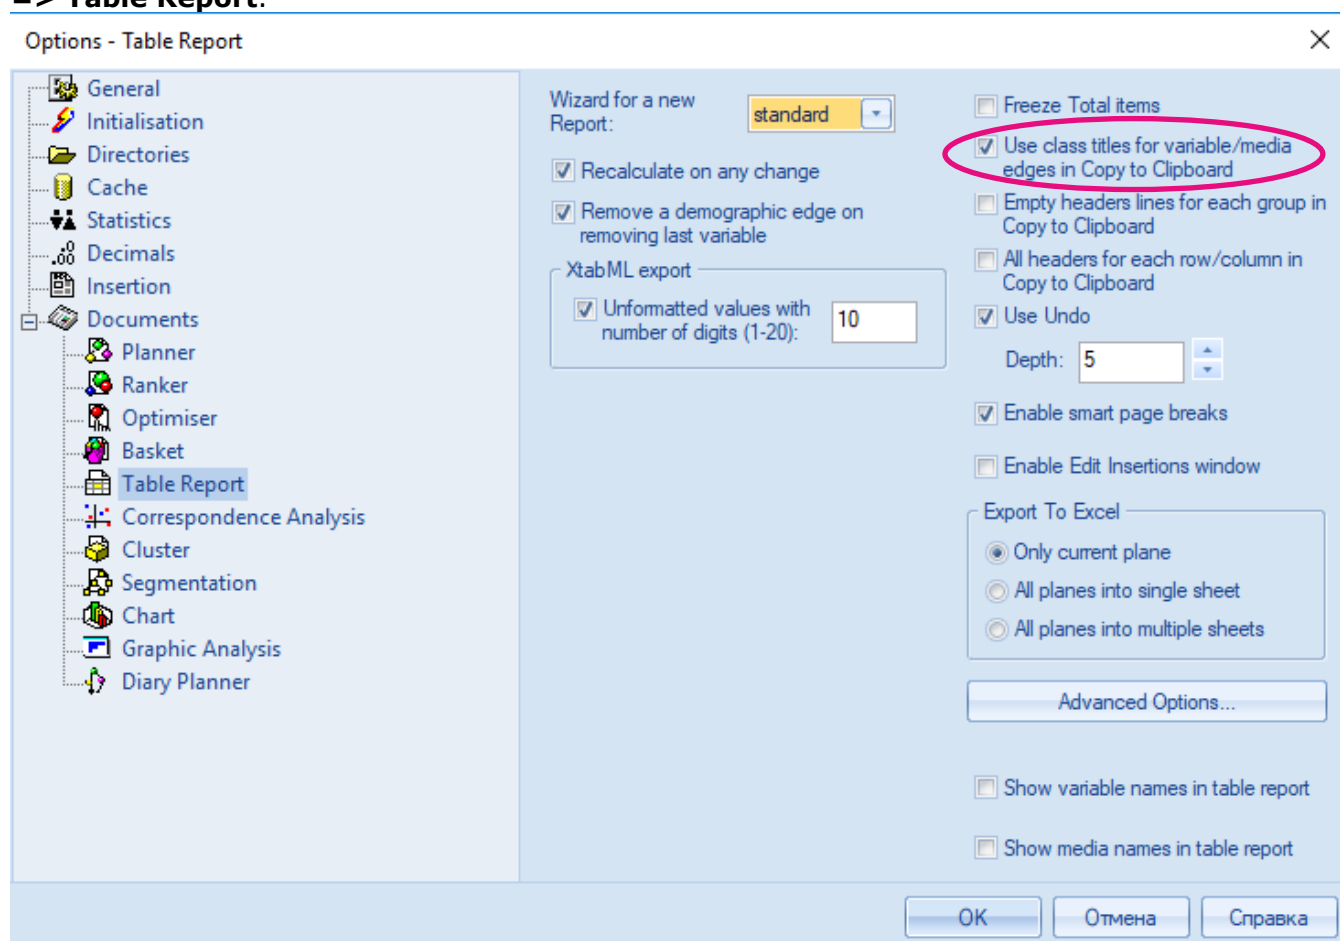 => Table Report.
Options - Table Report
General
Initialisation
Directories
Cache
Statistics
Decimals
Insertion
Documents
Planner
Ranker
Optimiser
Basket
Table Report
Correspondence Analysis
Cluster
Segmentation
Chart
Graphic Analysis
Diary Planner
Wizard for a new
Report:
standard
Recalculate on any change
Remove a demographic edge on
removing last variable
XtabML export
Unformatted values with
number of digits (1-20):
10
Freeze Total items
Use class titles for variable/media
edges in Copy to Clipboard
Empty headers lines for each group in
Copy to Clipboard
All headers for each row/column in
Copy to Clipboard
Use Undo
Depth:
5
Enable smart page breaks
Enable Edit Insertions window
Export To Excel
Only current plane
All planes into single sheet
All planes into multiple sheets
Advanced Options...
Show variable names in table report
Show media names in table report
OK
Отмена
Справка